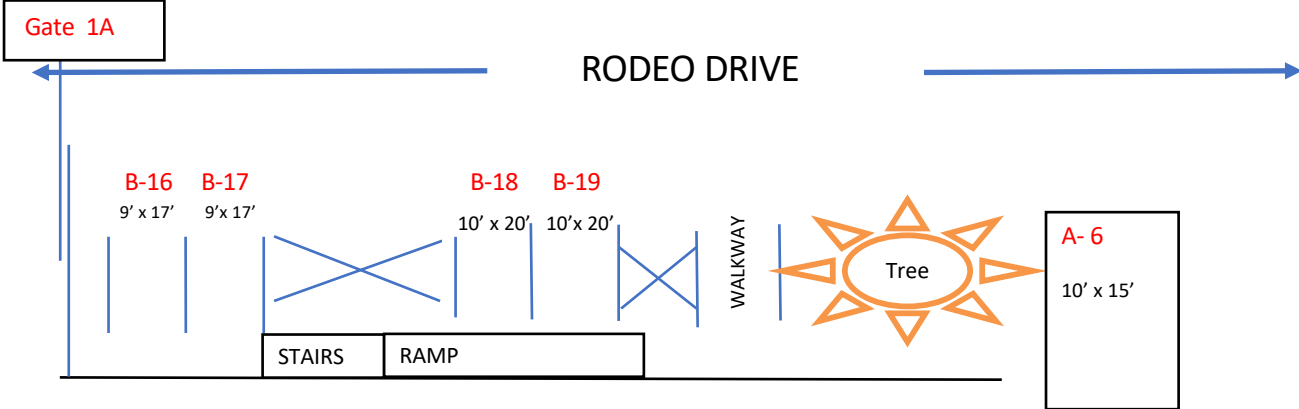 Gate 1A
RODEO DRIVE
B-16 B-17 B-18 B-19
9’ x 17’ 9’x 17’ 10’ x 20’ 10’x 20’
WALKWAY
Tree
A- 6
10’ x 15’
STAIRS RAMP